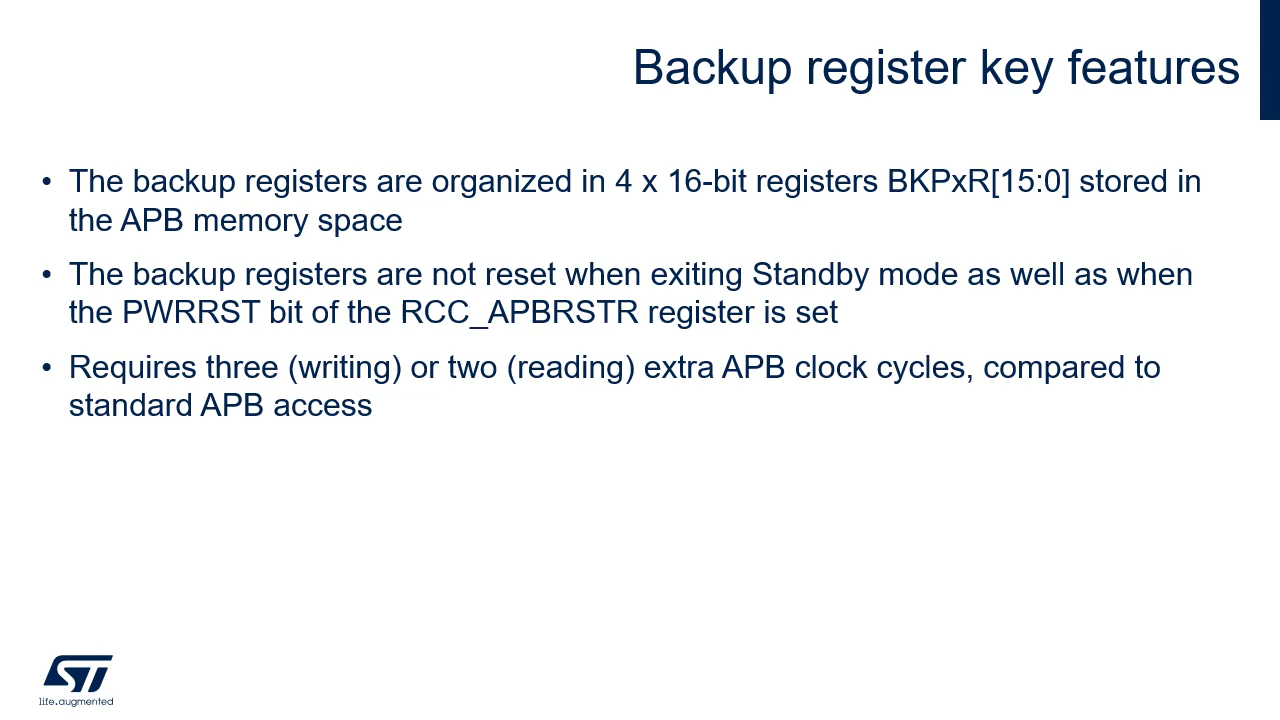 Backup register key features
• The backup registers are organized in 4 x 16-bit registers BKPxR[15:0] stored in
the APB memory space
• The backup registers are not reset when exiting Standby mode as well as when
the PWRRST bit of the RCC_APBRSTR register is set
• Requires three (writing) or two (reading) extra APB clock cycles, compared to
standard APB access
ST
life.augmented